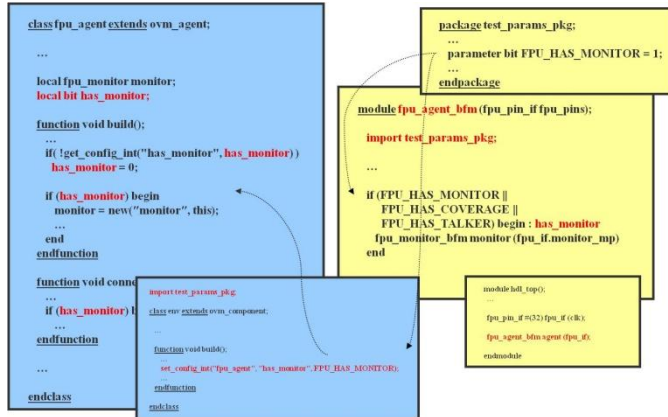 class fpu_agent extends ovm_agent;
…
local fpu_monitor monitor;
local bit has_monitor;
function void build();
…
if( !get_config_int("has_monitor", has_monitor) )
has_monitor = 0;
if (has_monitor) begin
monitor = new("monitor", this);
…
end
endfunction
function void conne
…
if (has_monitor) b
…
endfunction
…
endclass
package test_params_pkg;
…
parameter bit FPU_HAS_MONITOR = 1;
…
endpackage
module fpu_agent_bfm (fpu_pin_if fpu_pins);
import test_params_pkg;
…
if (FPU_HAS_MONITOR ||
FPU_HAS_COVERAGE ||
FPU_HAS_TALKER) begin : has_monitor
fpu_monitor_bfm monitor (fpu_if.monitor_mp)
end
import test_params_pkg;
class env extends ovm_component;
…
function void build();
…
set_config_int("fpu_agent", "has_monitor", FPU_HAS_MONITOR);
…
endfunction
endclass
module hdl_top();
…
fpu_pin_if #(32) fpu_if (clk);
fpu_agent_bfm agent (fpu_if);
endmodule